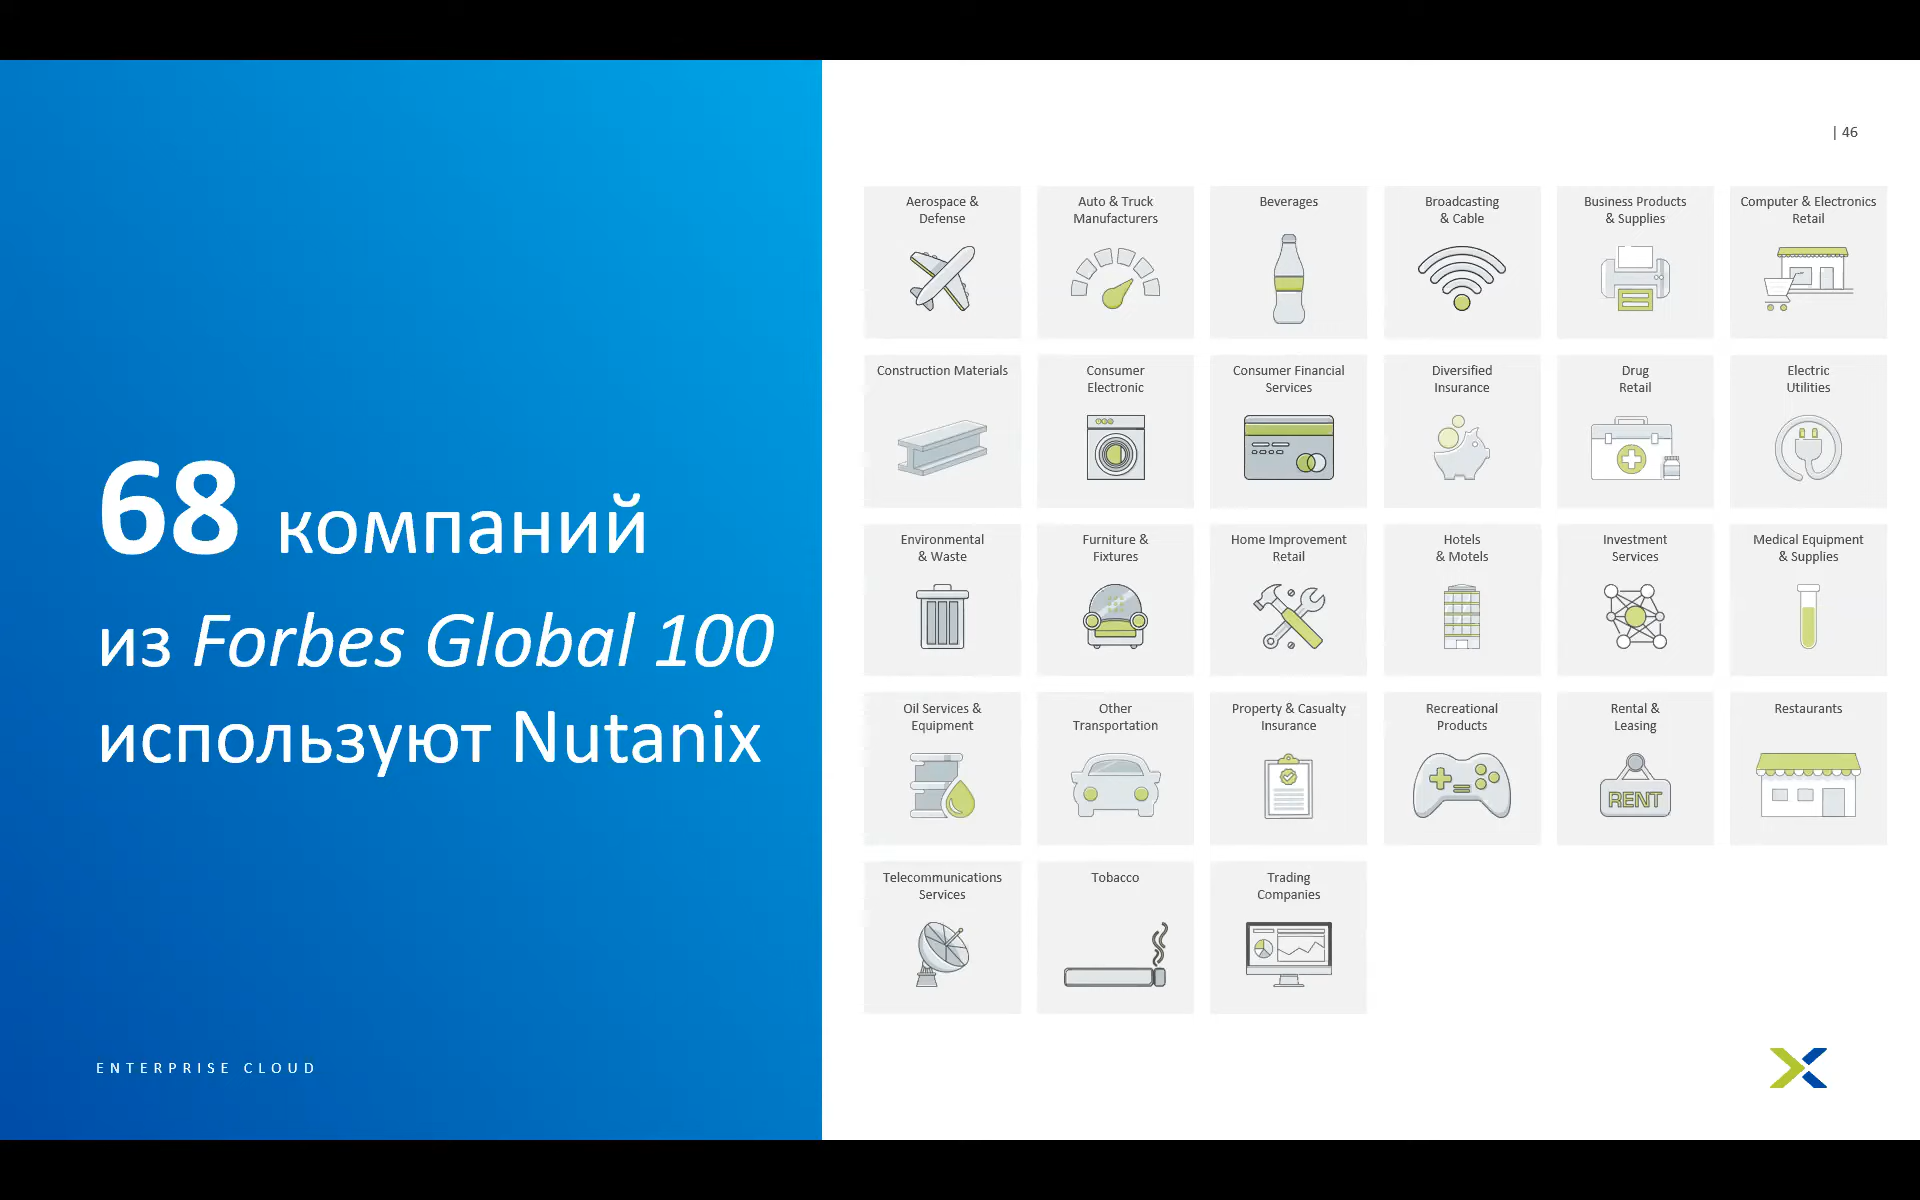 68 компаний
из Forbes Global 100
используют Nutanix
ENTERPRISE CLOUD
| 46
Aerospace &
Defense
Auto & Truck
Manufacturers
Beverages
Broadcasting
& Cable
Business Products
& Supplies
Computer & Electronics
Retail
Construction Materials
Consumer
Electronic
Consumer Financial
Services
Diversified
Insurance
Drug
Retail
Electric
Utilities
Environmental
& Waste
Furniture &
Fixtures
Home Improvement
Retail
Hotels
& Motels
Investment
Services
Medical Equipment
& Supplies
Oil Services &
Equipment
Other
Transportation
Property & Casualty
Insurance
Recreational
Products
Rental &
Leasing
RENT
Restaurants
Telecommunications
Services
Tobacco
Trading
Companies